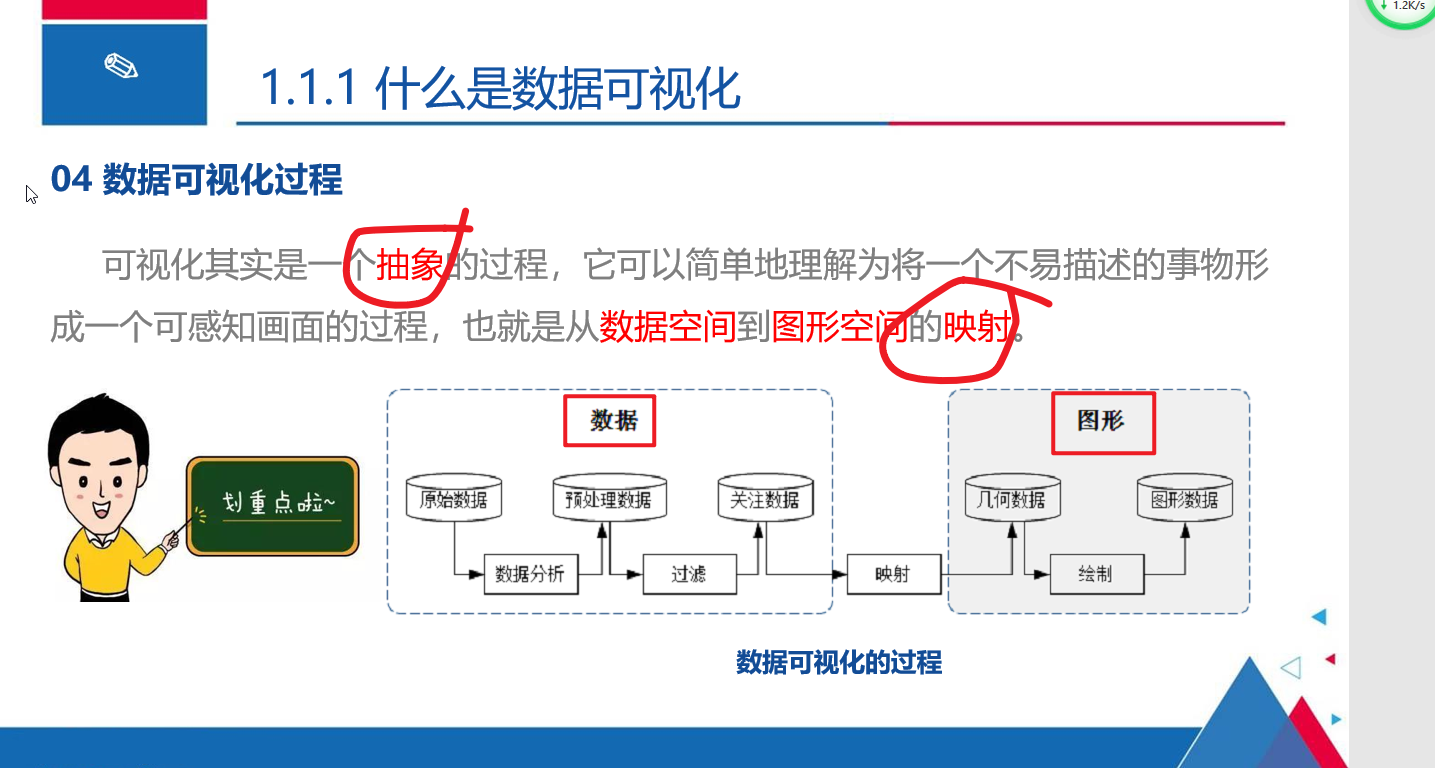 1.2K/s
1.1.1 什么是数据可视化
04 数据可视化过程
可视化其实是一个抽象的过程，它可以简单地理解为将一个不易描述的事物形
成一个可感知画面的过程，也就是从数据空间到图形空间的映射。
划重点啦~
数据
图形
原始数据
预处理数据
关注数据
几何数据
图形数据
数据分析
过滤
映射
绘制
数据可视化的过程